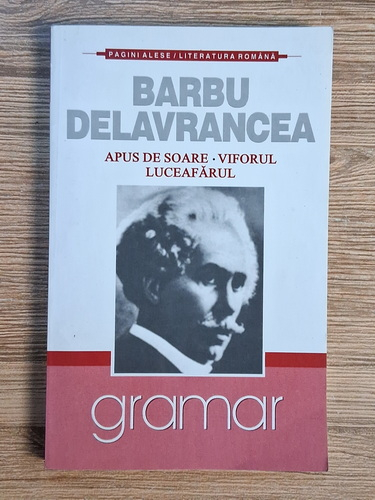 PAGINI ALESE / LITERATURA ROMÂNĂ
BARBU
DELAVRANCEA
APUS DE SOARE · VIFORUL
LUCEAFĂRUL
gramar